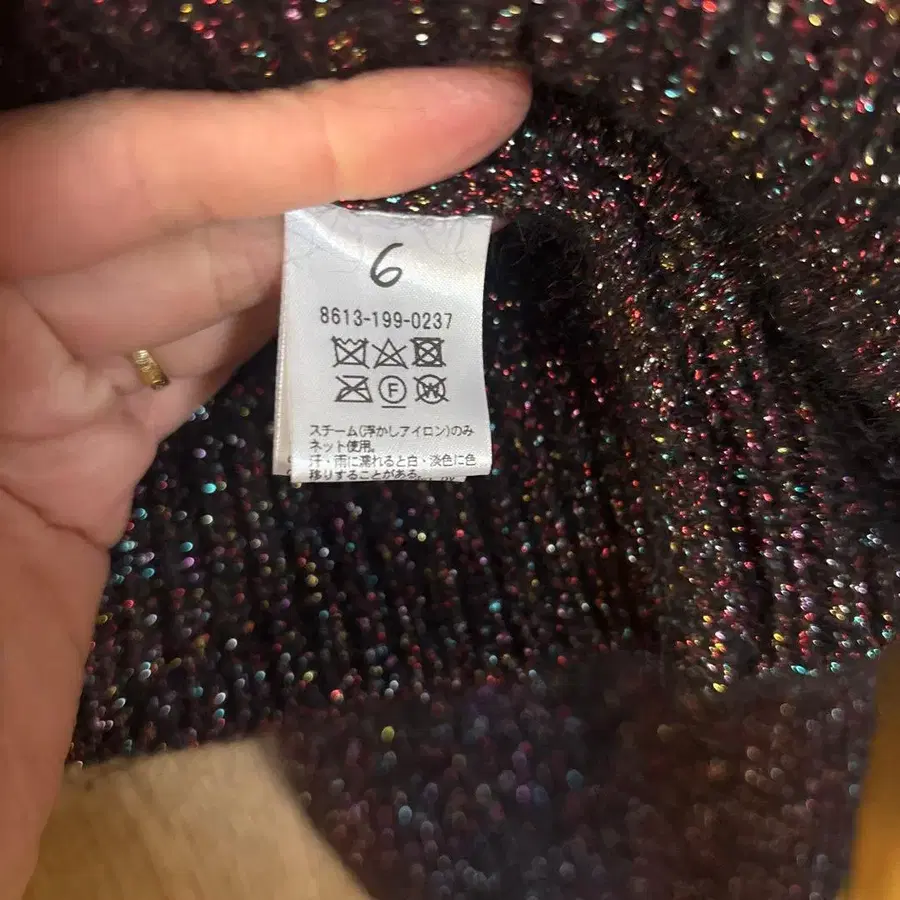 6
8613-199-0237
F W
スチーム(浮かしアイロン)のみ
ネット使用。
汗・雨に濡れると白・淡色に色
移りすることがある。